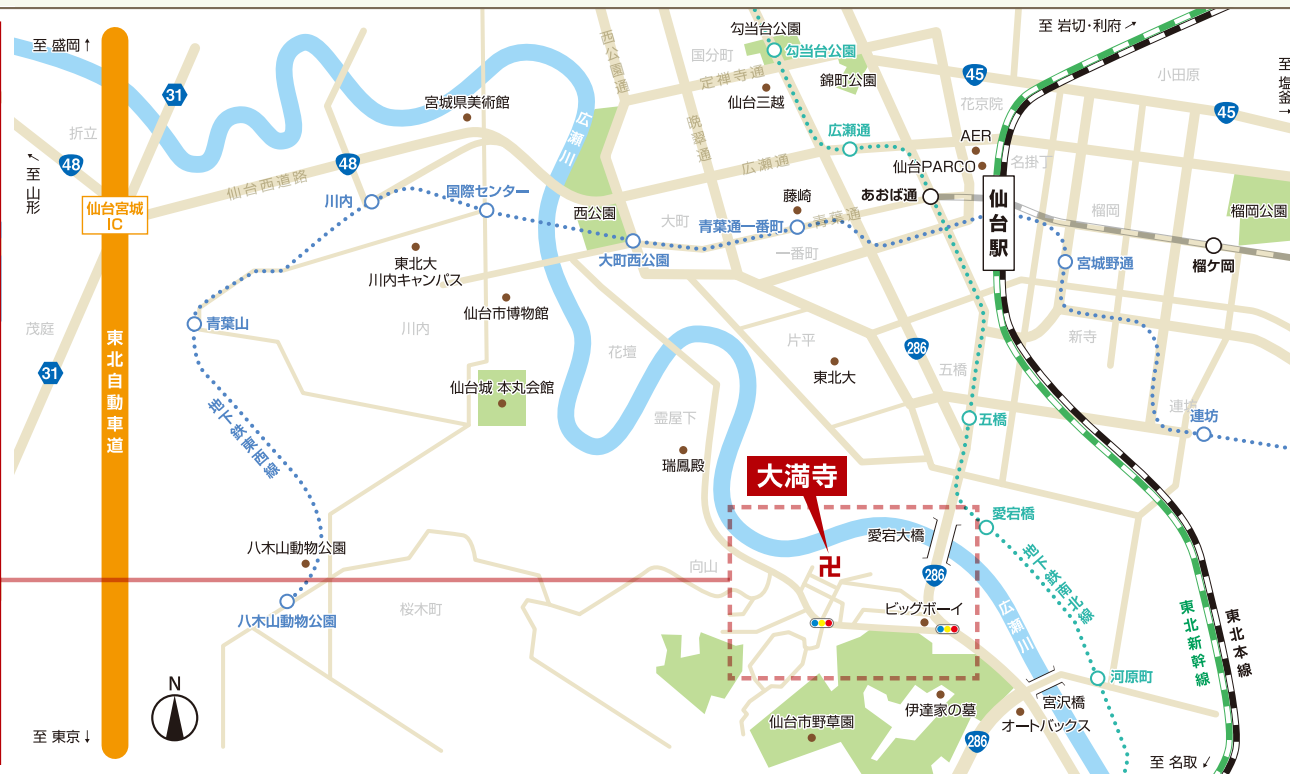 至 盛岡↑
31
折立
48
←至 山形
仙台宮城
IC
仙台西道路
48
宮城県美術館
西公園通
国分町
勾当台公園
勾当台公園
定禅寺通
仙台三越
錦町公園
至 岩切・利府→
45
小田原
至 塩釜→
45
花京院
広瀬川
晩翠通
広瀬通
広瀬通
AER
仙台PARCO
名掛丁
川内
国際センター
西公園
大町
藤崎
青葉通
青葉通一番町
あおば通
仙台駅
榴岡
榴岡公園
東北大
川内キャンパス
大町西公園
一番町
宮城野通
榴ケ岡
仙台市博物館
青葉山
茂庭
川内
花壇
片平
286
新寺
東北自動車道
31
東北大
五橋
仙台城 本丸会館
地下鉄東西線
霊屋下
五橋
連坊
連坊
瑞鳳殿
大満寺
愛宕橋
愛宕大橋
八木山動物公園
卍
向山
286
地下鉄南北線
八木山動物公園
桜木町
ビッグボーイ
広瀬川
東北新幹線
東北本線
河原町
N
仙台市野草園
伊達家の墓
宮沢橋
オートバックス
286
至 東京↓
至 名取↙